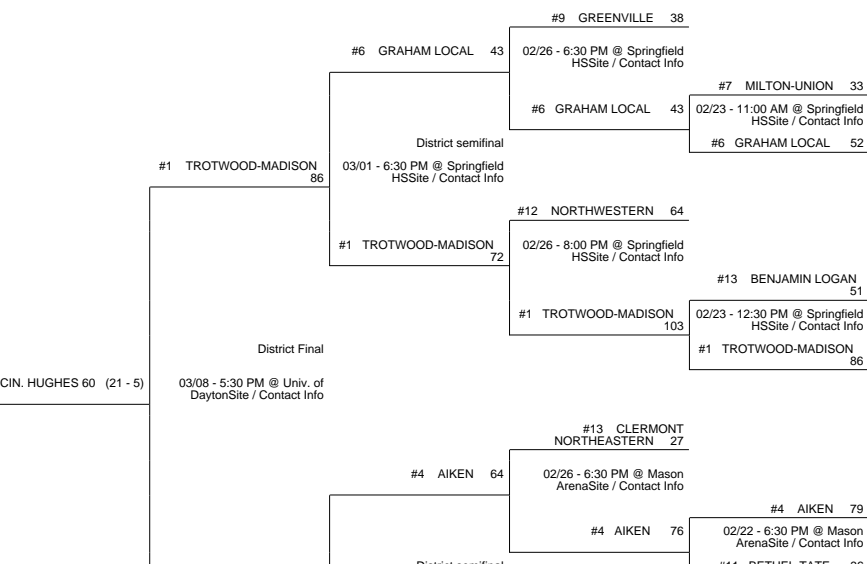 #9 GREENVILLE 38
#6 GRAHAM LOCAL 43
02/26 - 6:30 PM @ Springfield
HSSite / Contact Info
#7 MILTON-UNION 33
#6 GRAHAM LOCAL 43
02/23 - 11:00 AM @ Springfield
HSSite / Contact Info
District semifinal
#6 GRAHAM LOCAL 52
#1 TROTWOOD-MADISON
86
03/01 - 6:30 PM @ Springfield
HSSite / Contact Info
#12 NORTHWESTERN 64
#1 TROTWOOD-MADISON
72
02/26 - 8:00 PM @ Springfield
HSSite / Contact Info
#13 BENJAMIN LOGAN
51
#1 TROTWOOD-MADISON
103
02/23 - 12:30 PM @ Springfield
HSSite / Contact Info
District Final
#1 TROTWOOD-MADISON
86
CIN. HUGHES 60 (21 - 5)
03/08 - 5:30 PM @ Univ. of
DaytonSite / Contact Info
#13 CLERMONT
NORTHEASTERN 27
#4 AIKEN 64
02/26 - 6:30 PM @ Mason
ArenaSite / Contact Info
#4 AIKEN 79
#4 AIKEN 76
02/22 - 6:30 PM @ Mason
ArenaSite / Contact Info
District semifinal
#11 BETHEL-TATE